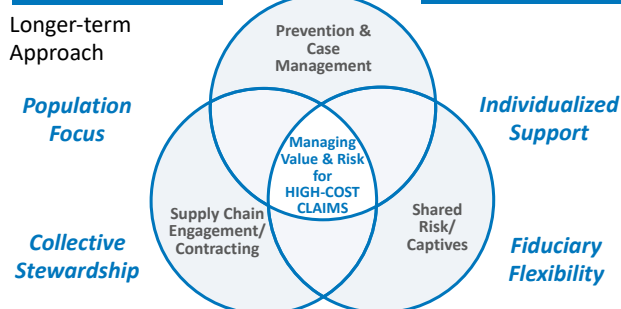 Longer-term
Approach
Prevention &
Case
Management
Population
Focus
Individualized
Support
Managing
Value & Risk
for
HIGH-COST
CLAIMS
Supply Chain
Engagement/
Contracting
Shared
Risk/
Captives
Collective
Stewardship
Fiduciary
Flexibility